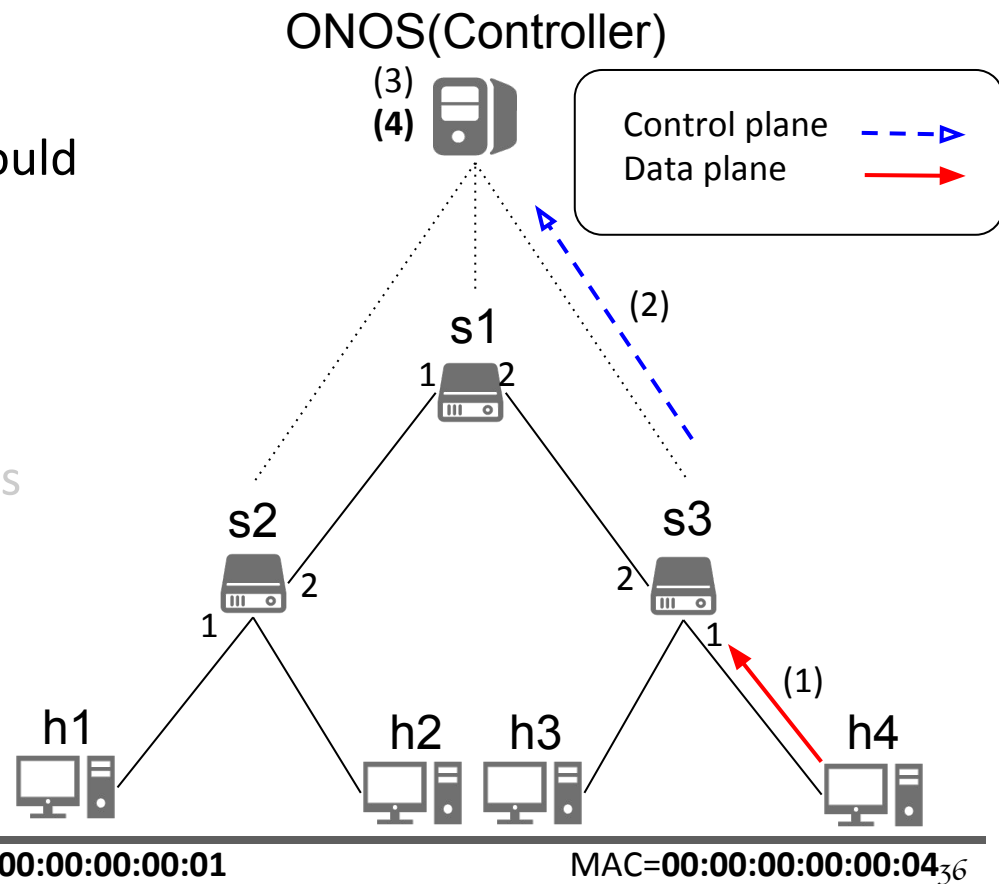 ONOS(Controller)
(3)
(4)
Control plane
Data plane
(2)
s1
1 2
s2
s3
2
2
1
1
(1)
h1
h2
h3
h4
00:00:00:00:01
MAC=00:00:00:00:00:04
36